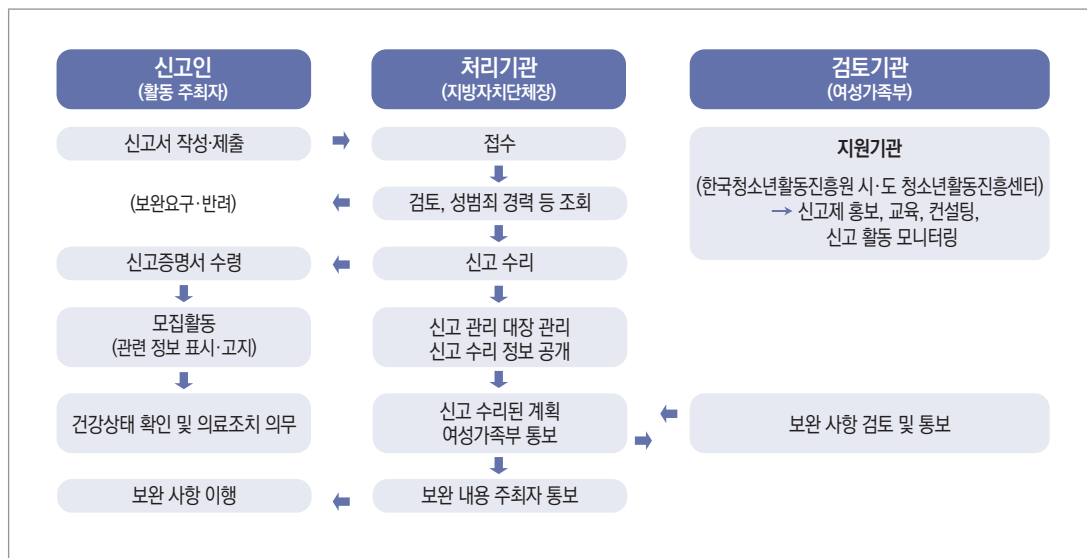 신고인
(활동 주최자)
처리기관
(지방자치단체장)
검토기관
(여성가족부)
신고서 작성·제출
접수
지원기관
(한국청소년활동진흥원 시·도 청소년활동진흥센터)
→ 신고제 홍보, 교육, 컨설팅,
신고 활동 모니터링
(보완요구·반려)
검토, 성범죄 경력 등 조회
신고증명서 수령
신고 수리
모집활동
(관련 정보 표시·고지)
신고 관리 대장 관리
신고 수리 정보 공개
건강상태 확인 및 의료조치 의무
신고 수리된 계획
여성가족부 통보
보완 사항 검토 및 통보
보완 사항 이행
보완 내용 주최자 통보